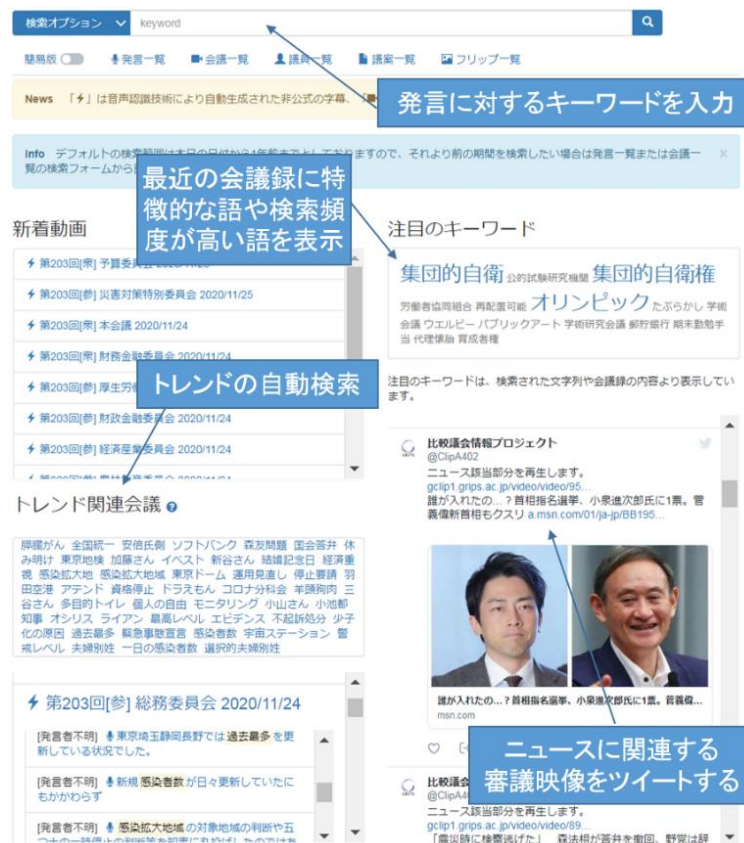 検索オプション keyword
簡易版 発言一覧 会議一覧 議員一覧 議案一覧 フリップ一覧
News 「⚡」は音声認識技術により自動生成された非公式の字幕、「
発言に対するキーワードを入力
Info デフォルトの検索範囲は本日の日付から1年前までとしておりますので、それより前の期間を検索したい場合は発言一覧または会議一
覧の検索フォームから
最近の会議録に特
徴的な語や検索頻
度が高い語を表示
新着動画
第203回[衆] 予算委員会 2020/11/25
第203回[参] 災害対策特別委員会 2020/11/25
第203回[衆] 本会議 2020/11/24
第203回[衆] 財務金融委員会 2020/11/24
第203回[参] 厚生労
第203回[参] 財政金融委員会 2020/11/24
第203回[参] 経済産業委員会 2020/11/24
トレンドの自動検索
注目のキーワード
集団的自衛 公的試験研究機関 集団的自衛権
労働者協同組合 再配置可能 オリンピック たぶらかし 学術
会議 ウエルビー パブリックアート 学術研究会議 郵貯銀行 期末勤勉手
当 代理懐胎 育成者権
注目のキーワードは、検索された文字列や会議録の内容より表示してい
ます。
トレンド関連会議
膵臓がん 全国統一 安倍氏側 ソフトバンク 森友問題 国会答弁 休
み明け 東京地検 加藤さん イベスト 新谷さん 結婚記念日 経済重
視 感染拡大地 感染拡大地域 東京ドーム 運用見直し 停止要請 羽
田空港 アテンド 資格停止 ドラえもん コロナ分科会 羊頭狗肉 三
谷さん 多目的トイレ 個人の自由 モニタリング 小山さん 小池都
知事 オシリス ライアン 最高レベル エビデンス 不起訴処分 少子
化の原因 過去最多 緊急事態宣言 感染者数 宇宙ステーション 警
戒レベル 夫婦別姓 一日の感染者数 選択的夫婦別姓
第203回[参] 総務委員会 2020/11/24
[発言者不明] 東京埼玉静岡長野では 過去最多 を更
新している状況でした。
[発言者不明] 新規 感染者数 が日々更新していたに
もかかわらず
[発言者不明] 感染拡大地域 の対象地域の判断や五
比較議会情報プロジェクト
@ClipA402
ニュース該当部分を再生します。
gclip1.grips.ac.jp/video/video/95...
誰が入れたの…？首相指名選挙、小泉進次郎氏に1票。菅
義偉新首相もクスリ a.msn.com/01/ja-jp/BB195...
誰が入れたの…？首相指名選挙、小泉進次郎氏に1票。菅義偉...
msn.com
ニュースに関連する
審議映像をツイートする
比較議会
@ClipA4
ニュース該当部分を再生します。
gclip1.grips.ac.jp/video/video/89...
「震災時に検察逃げた」 森法相が答弁を撤回、野党は辞